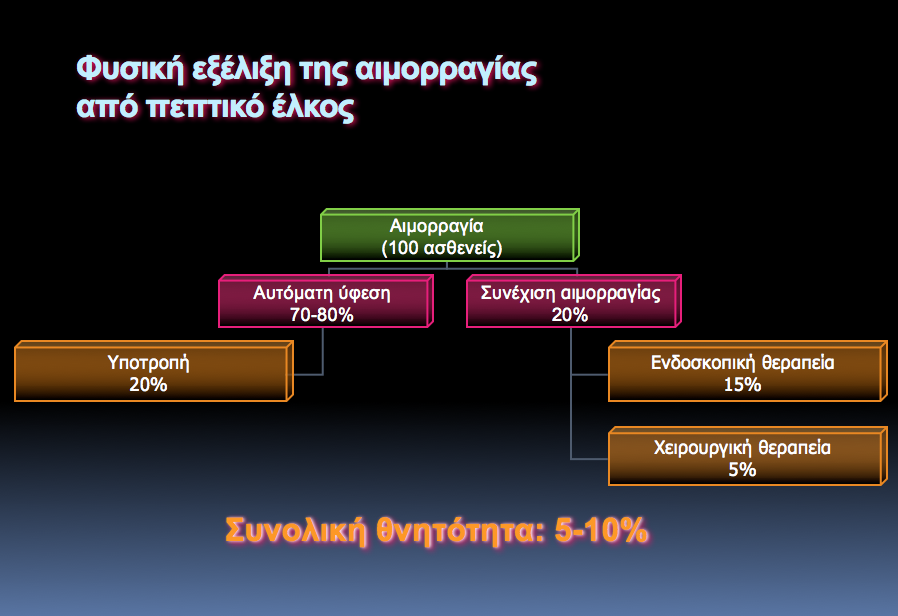 Φυσική εξέλιξη της αιμορραγίας
από πεπτικό έλκος
Αιμορραγία
(100 ασθενείς)
Αυτόματη ύφεση
70-80%
Συνέχιση αιμορραγίας
20%
Υποτροπή
20%
Ενδοσκοπική θεραπεία
15%
Χειρουργική θεραπεία
5%
Συνολική θνητότητα: 5-10%